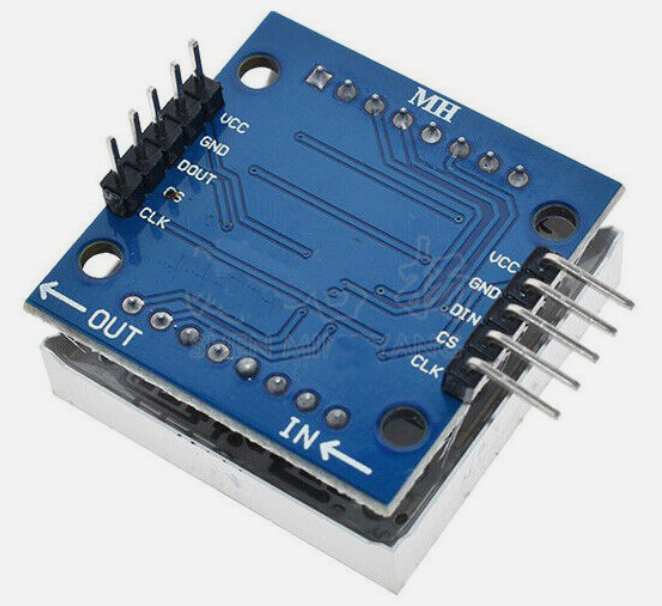 MH
VCC
GND
DOUT
CS
CLK
OUT
VCC
GND
DIN
CS
CLK
IN